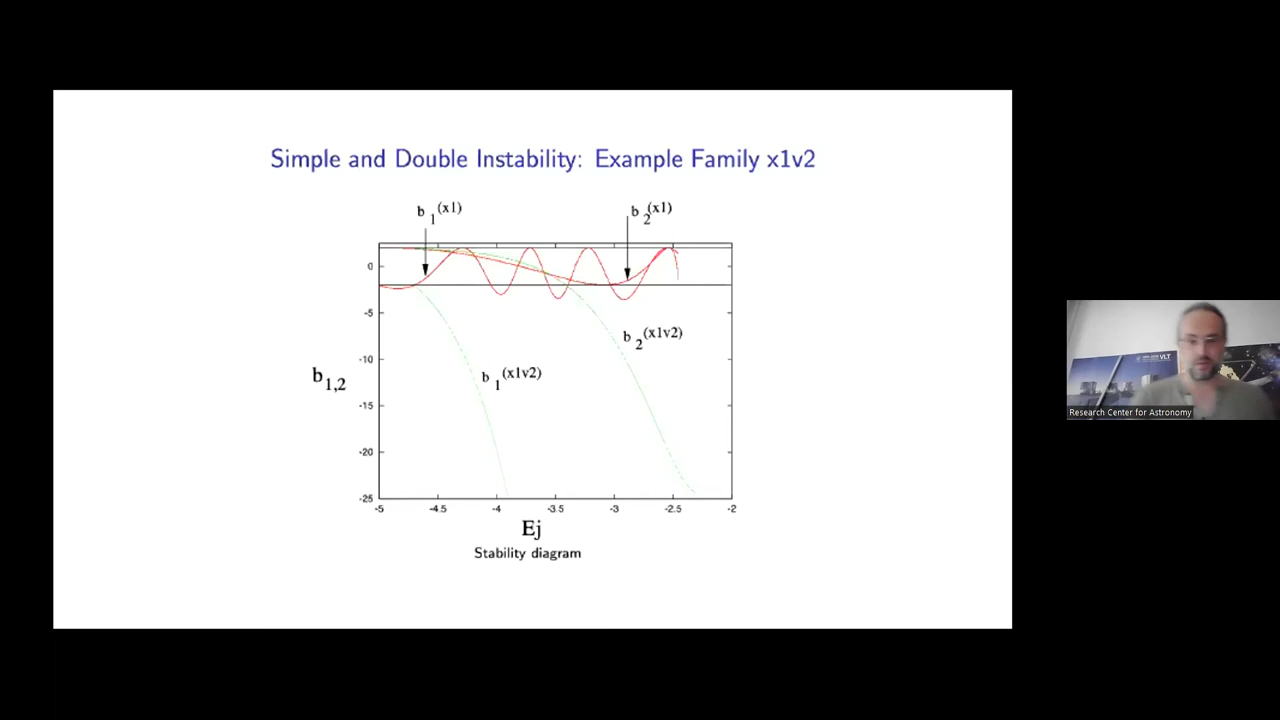 Simple and Double Instability: Example Family x1v2
b 1 (x1)
b 2 (x1)
0
-5
b 2 (x1v2)
-10
b 1 (x1v2)
b1,2
-15
-20
-25
-5 -4.5 -4 -3.5 -3 -2.5 -2
Ej
Stability diagram
VLT
Research Center for Astronomy